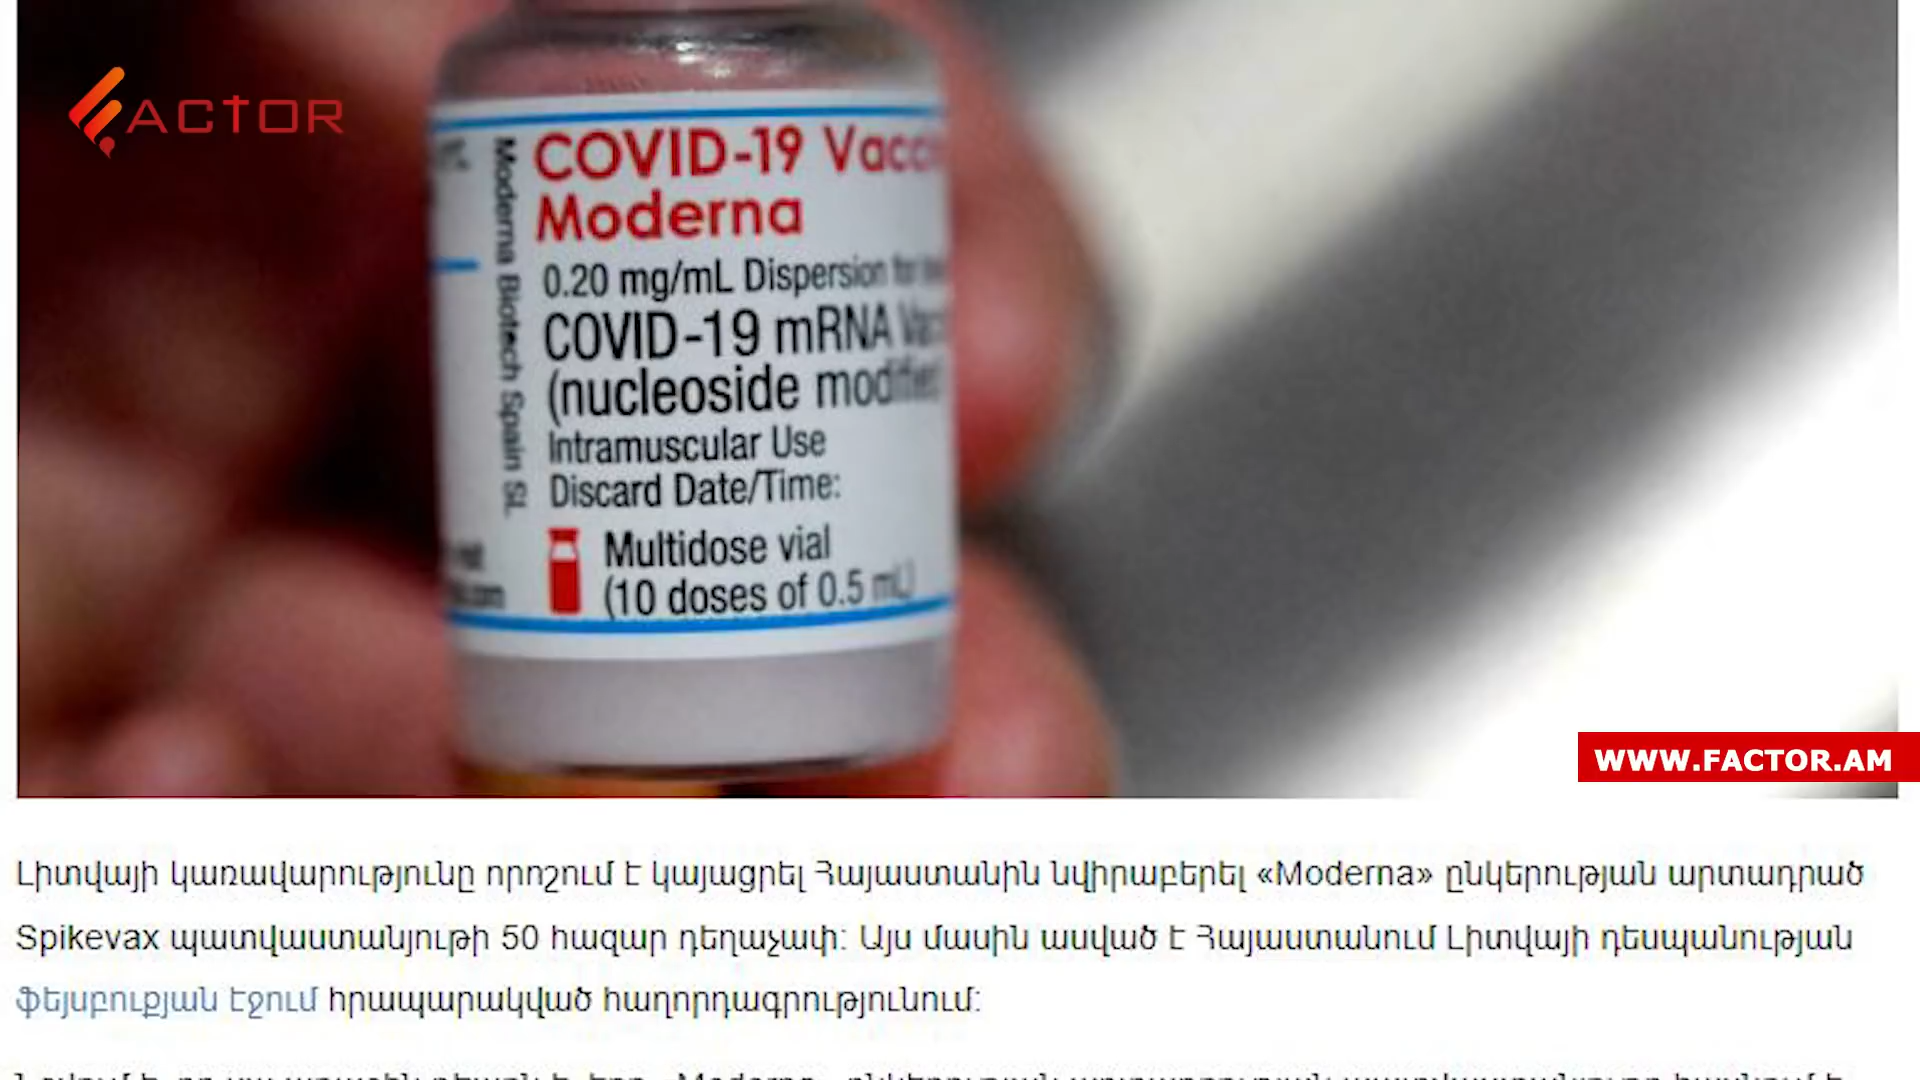 ACTOR
COVID-19
Moderna
0.20 mg/mL Dispersion for
COVID-19 mRNA
(nucleoside modified
Intramuscular Use
Discard Date/Time:
Multidose vial
(10 doses of 0.5 mL)
Moderna Biotech Spain SL
WWW.FACTOR.AM
Լիտվայի կառավարությունը որոշում է կայացրել Հայաստանին նվիրաբերել «Moderna» ընկերության արտադրած
Spikevax պատվաստանյութի 50 հազար դեղաչափ։ Այս մասին ասված է Հայաստանում Լիտվայի դեսպանության
ֆեյսբուքյան էջում հրապարակված հաղորդագրությունում։